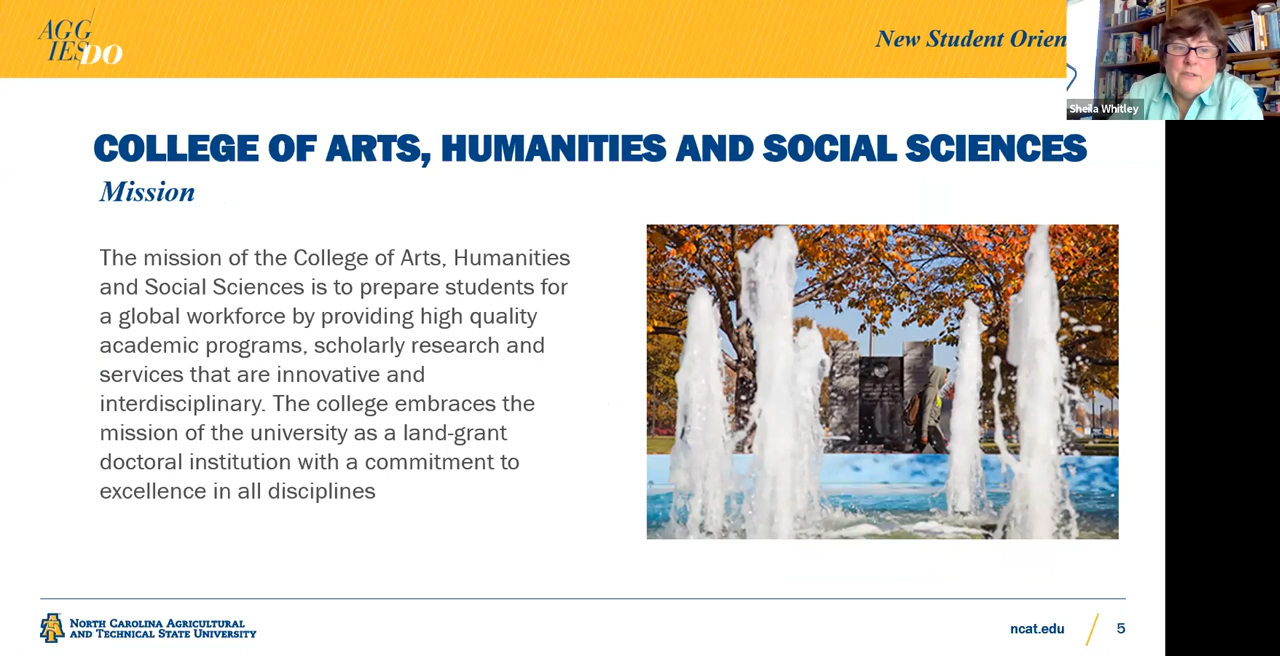 AGG
IES DO
New Student Orien
Sheila Whitley
COLLEGE OF ARTS, HUMANITIES AND SOCIAL SCIENCES
Mission
The mission of the College of Arts, Humanities
and Social Sciences is to prepare students for
a global workforce by providing high quality
academic programs, scholarly research and
services that are innovative and
interdisciplinary. The college embraces the
mission of the university as a land-grant
doctoral institution with a commitment to
excellence in all disciplines
NORTH CAROLINA AGRICULTURAL
AND TECHNICAL STATE UNIVERSITY
ncat.edu
5